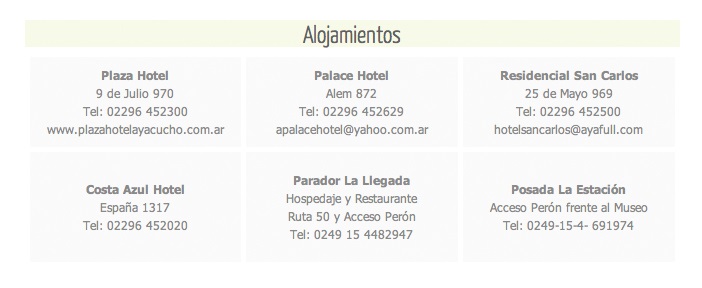 Alojamientos
Plaza Hotel
9 de Julio 970
Tel: 02296 452300
www.plazahotelayacucho.com.ar
Palace Hotel
Alem 872
Tel: 02296 452629
apalacehotel@yahoo.com.ar
Residencial San Carlos
25 de Mayo 969
Tel: 02296 452500
hotelsancarlos@ayafull.com
Costa Azul Hotel
España 1317
Tel: 02296 452020
Parador La Llegada
Hospedaje y Restaurante
Ruta 50 y Acceso Perón
Tel: 0249 15 4482947
Posada La Estación
Acceso Perón frente al Museo
Tel: 0249-15-4- 691974